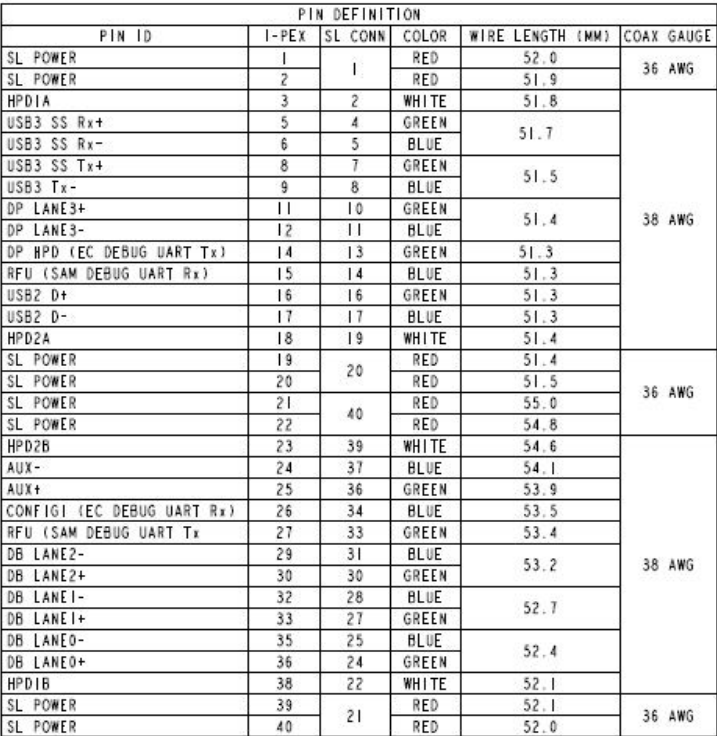 PIN DEFINITION
PIN ID I-PEX SL CONN COLOR WIRE LENGTH (MM) COAX GAUGE
SL POWER 1 1 RED 52.0 36 AWG
SL POWER 2 RED 51.9
HPD1A 3 2 WHITE 51.8 38 AWG
USB3 SS Rx+ 5 4 GREEN 51.7
USB3 SS Rx- 6 5 BLUE
USB3 SS Tx+ 8 7 GREEN 51.5
USB3 Tx- 9 8 BLUE
DP LANE3+ 11 10 GREEN 51.4
DP LANE3- 12 11 BLUE
DP HPD (EC DEBUG UART Tx) 14 13 GREEN 51.3
RFU (SAM DEBUG UART Rx) 15 14 BLUE 51.3
USB2 D+ 16 16 GREEN 51.3
USB2 D- 17 17 BLUE 51.3
HPD2A 18 19 WHITE 51.4
SL POWER 19 20 RED 51.4 36 AWG
SL POWER 20 RED 51.5
SL POWER 21 40 RED 55.0
SL POWER 22 RED 54.8
HPD2B 23 39 WHITE 54.6 38 AWG
AUX- 24 37 BLUE 54.1
AUX+ 25 36 GREEN 53.9
CONFIG1 (EC DEBUG UART Rx) 26 34 BLUE 53.5
RFU (SAM DEBUG UART Tx 27 33 GREEN 53.4
DB LANE2- 29 31 BLUE 53.2
DB LANE2+ 30 30 GREEN
DB LANE1- 32 28 BLUE 52.7
DB LANE1+ 33 27 GREEN
DB LANE0- 35 25 BLUE 52.4
DB LANE0+ 36 24 GREEN
HPD1B 38 22 WHITE 52.1
SL POWER 39 21 RED 52.1 36 AWG
SL POWER 40 RED 52.0